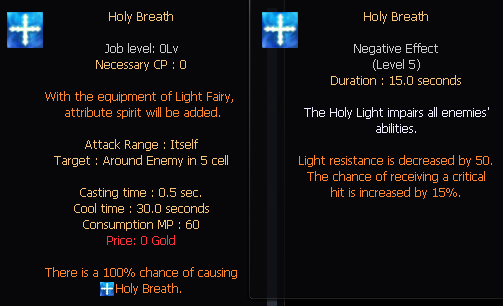 Holy Breath
Job level: 0Lv
Necessary CP : 0
With the equipment of Light Fairy,
attribute spirit will be added.
Attack Range : Itself
Target : Around Enemy in 5 cell
Casting time : 0.5 sec.
Cool time : 30.0 seconds
Consumption MP : 60
Price: 0 Gold
There is a 100% chance of causing
Holy Breath.
Holy Breath
Negative Effect
(Level 5)
Duration : 15.0 seconds
The Holy Light impairs all enemies'
abilities.
Light resistance is decreased by 50.
The chance of receiving a critical
hit is increased by 15%.